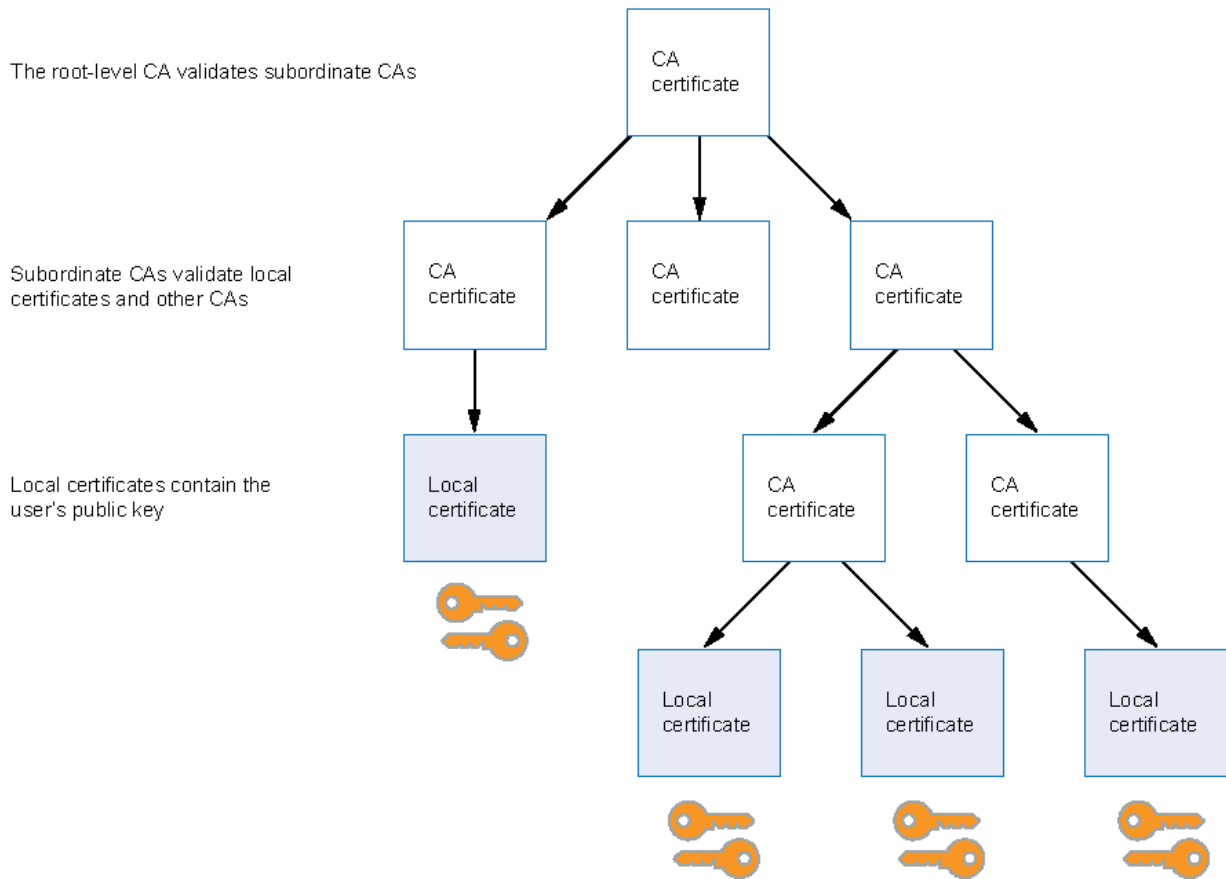 CA
certificate
The root-level CA validates subordinate CAs
CA
certificate
CA
certificate
CA
certificate
Subordinate CAs validate local
certificates and other CAs
Local
certificate
CA
certificate
CA
certificate
Local certificates contain the
user's public key
Local
certificate
Local
certificate
Local
certificate